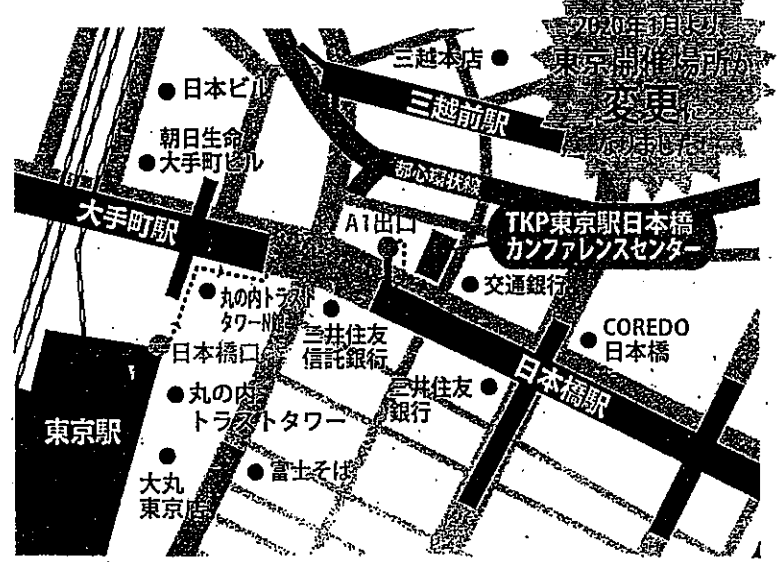 2020年1月より
東京開催場所が
変更に
なりました
三越本店
日本ビル
三越前駅
朝日生命
大手町ビル
都心環状線
大手町駅
A1出口
TKP東京駅日本橋
カンファレンスセンター
交通銀行
丸の内トラスト
タワーN館
三井住友
信託銀行
COREDO
日本橋
日本橋口
日本橋駅
三井住友
銀行
丸の内
トラストタワー
東京駅
富士そば
大丸
東京店